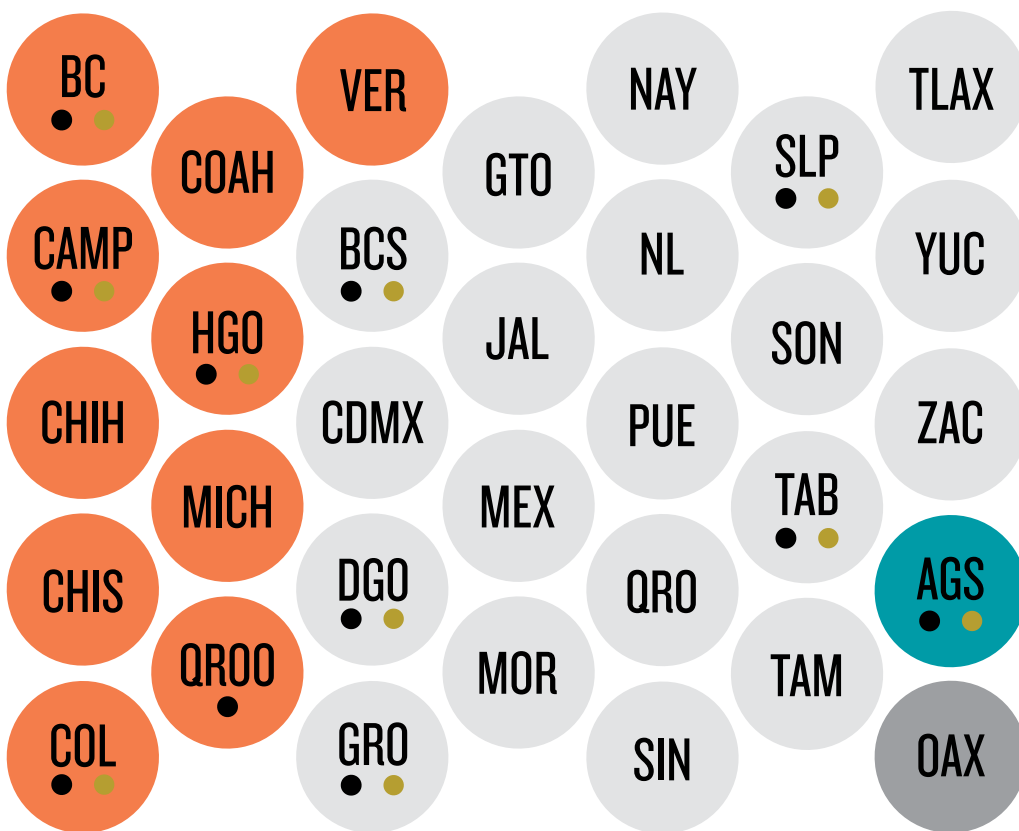 BC
CAMP
CHIH
CHIS
COL
COAH
HGO
MICH
QROO
VER
BCS
CDMX
DGO
GRO
GTO
JAL
MEX
MOR
NAY
NL
PUE
QRO
SIN
SLP
SON
TAB
TAM
TLAX
YUC
ZAC
AGS
OAX